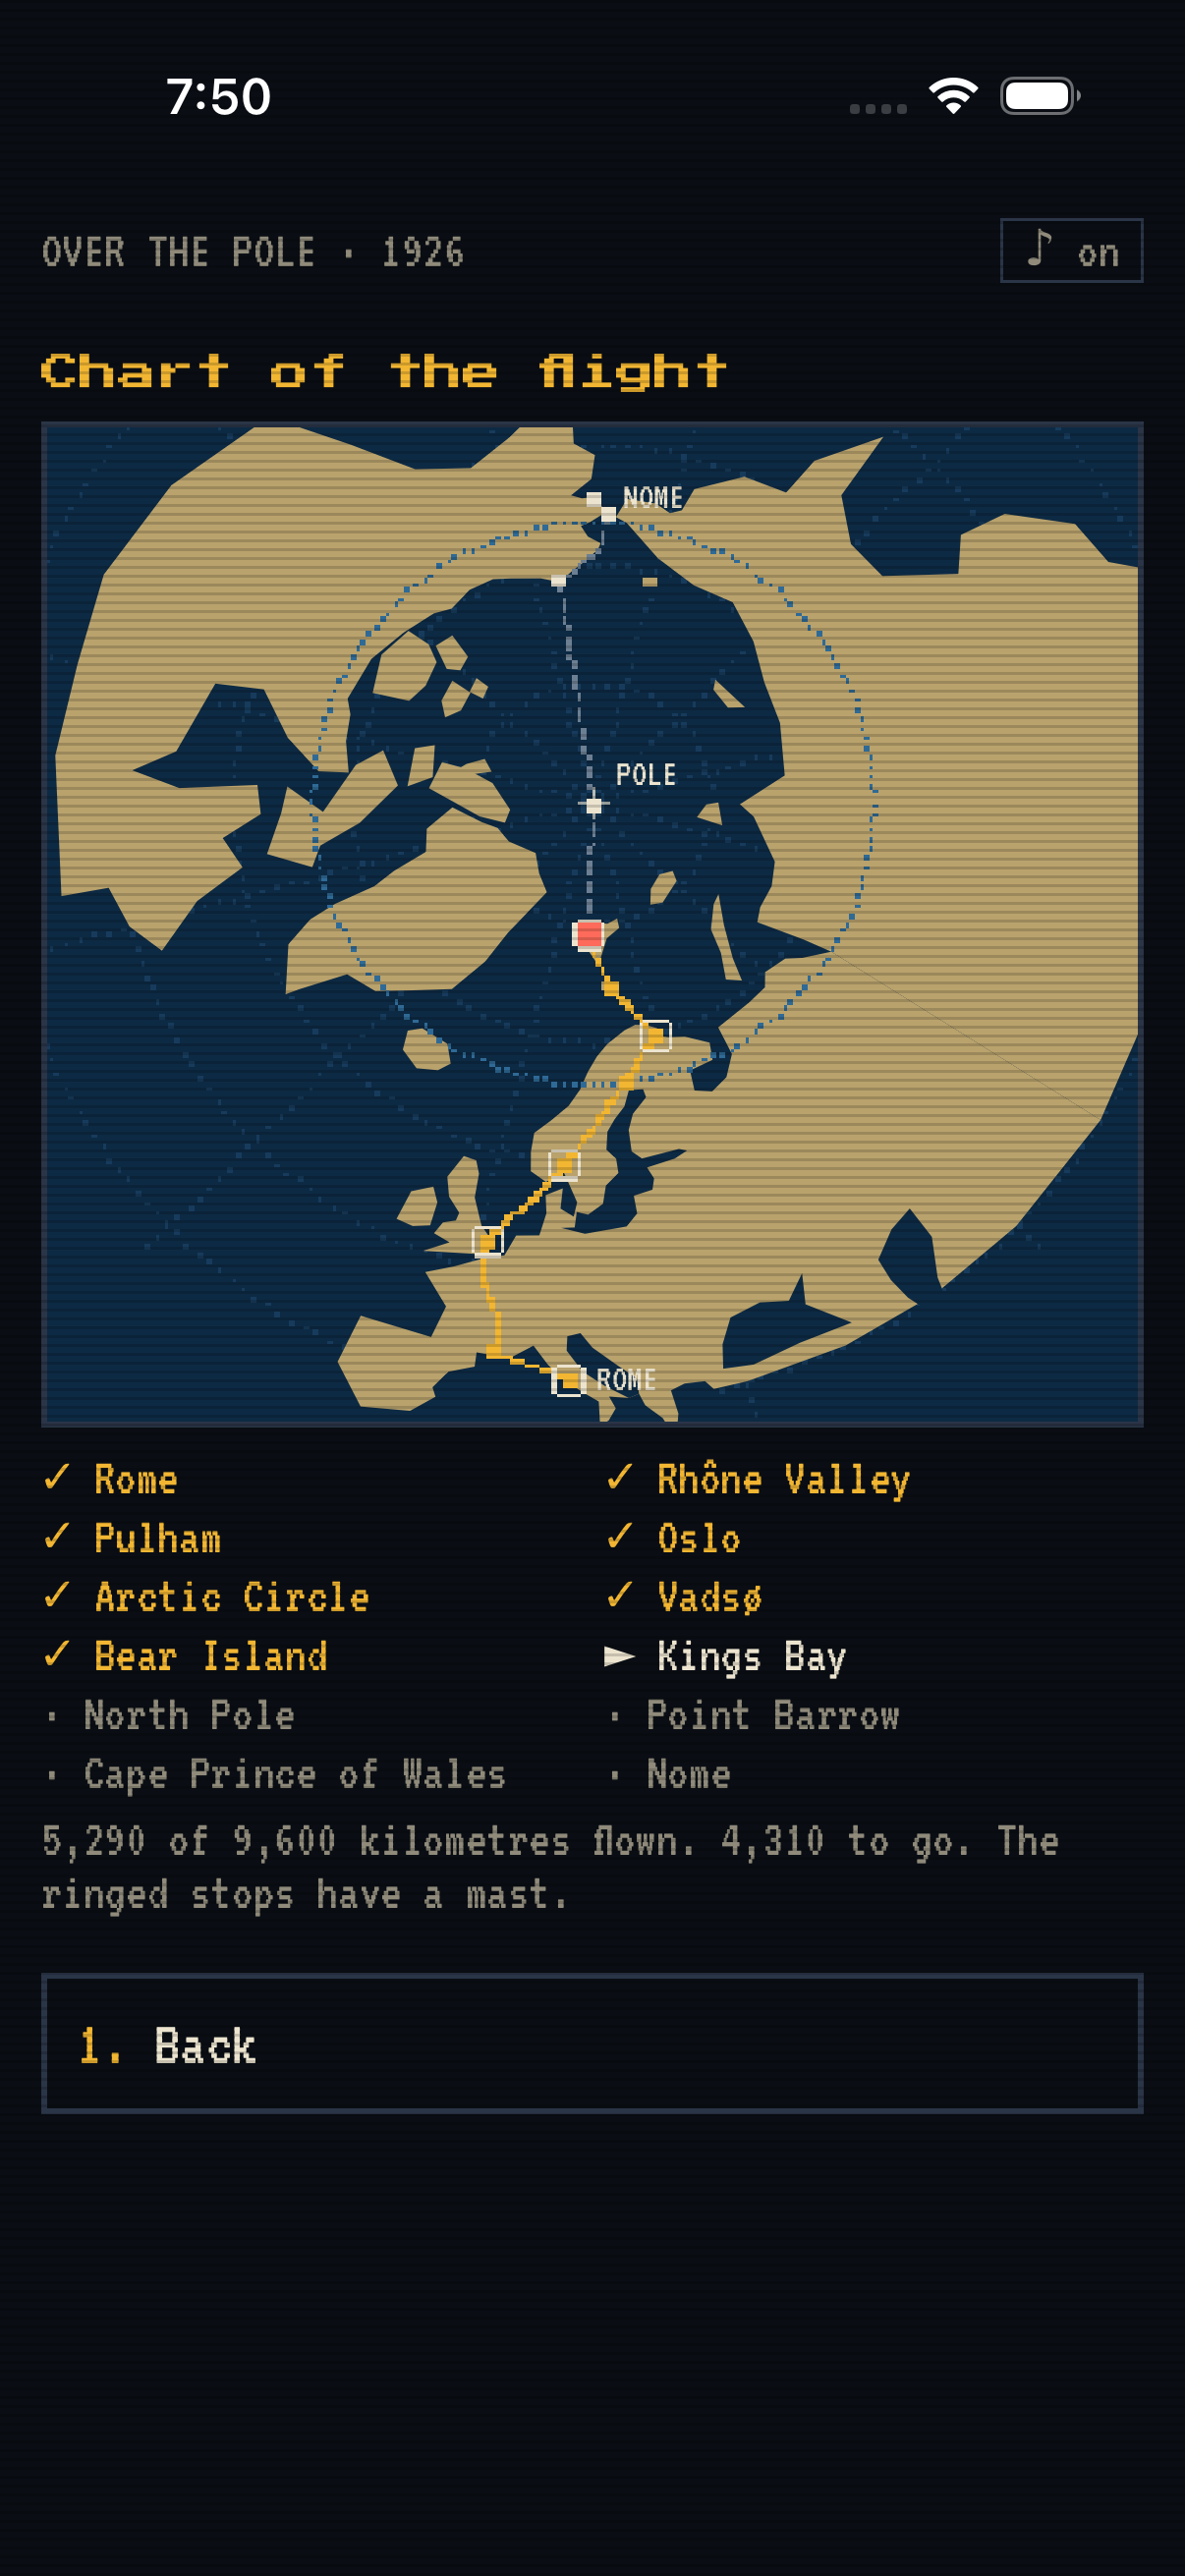 7:50
OVER THE POLE · 1926
♪ on
Chart of the flight
NOME
POLE
ROME
✓ Rome
✓ Rhône Valley
✓ Pulham
✓ Oslo
✓ Arctic Circle
✓ Vadsø
✓ Bear Island
► Kings Bay
· North Pole
· Point Barrow
· Cape Prince of Wales
· Nome
5,290 of 9,600 kilometres flown. 4,310 to go. The
ringed stops have a mast.
1. Back